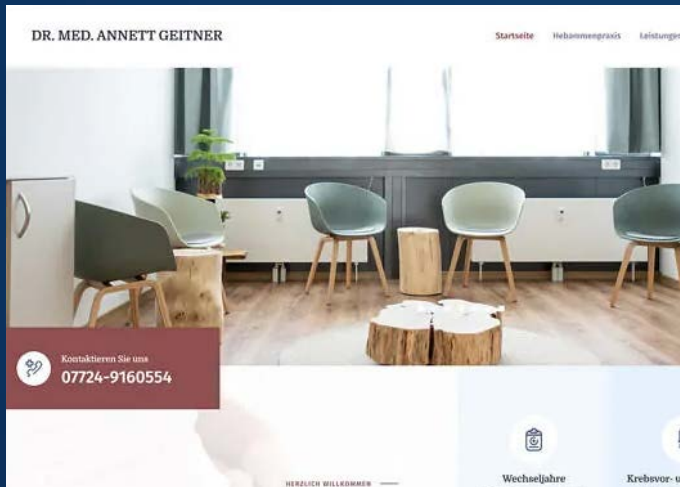 DR. MED. ANNETT GEITNER
Startseite Hebammenpraxis Leistungen
Kontaktieren Sie uns
07724-9160554
HERZLICH WILLKOMMEN
Wechseljahre
Krebsvor- u